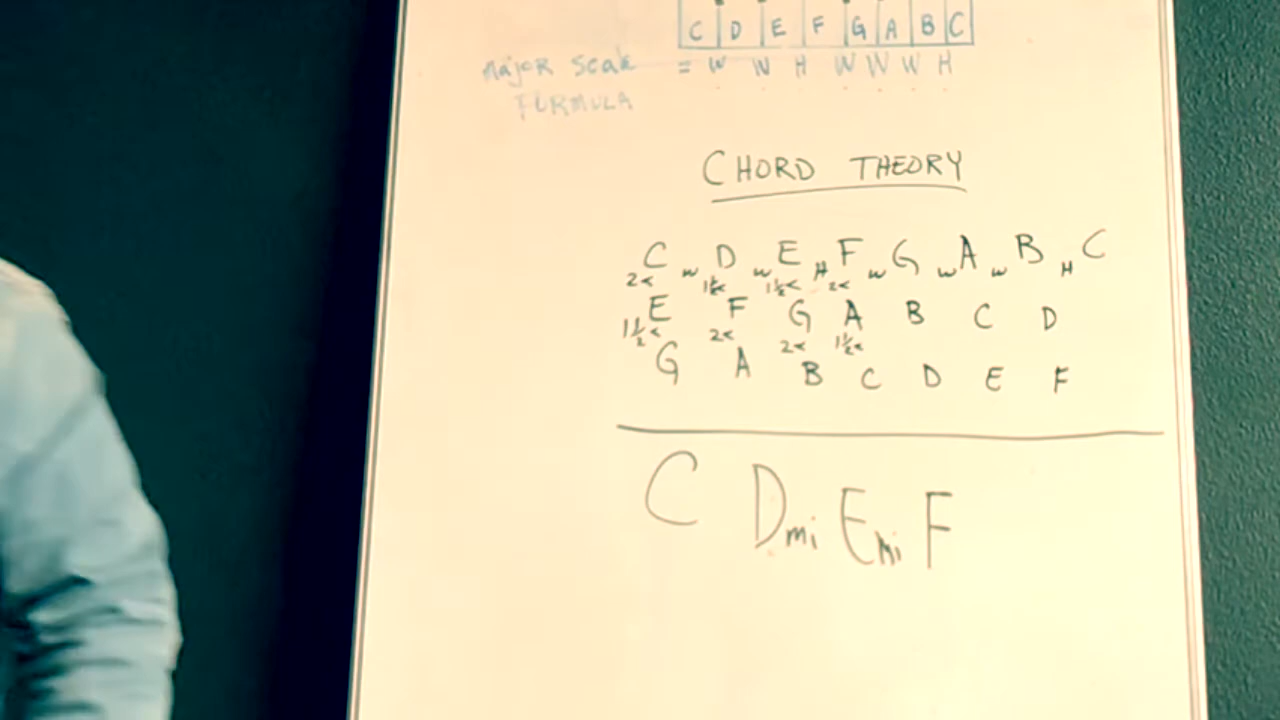 C D E F G A B C
major scale = W W H W W W H
FORMULA
CHORD THEORY
C W D W E H F W G W A W B H C
2< 1½< 1½< 2<
E F G A B C D
1½< 2< 2< 1½<
G A B C D E F
C Dmi Emi F